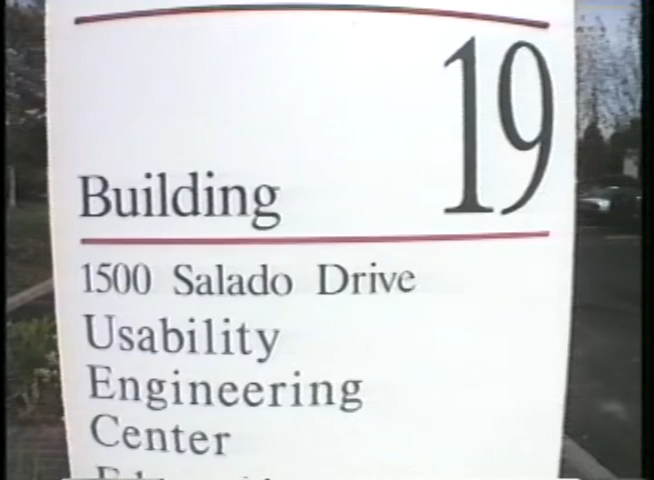 Building 19
1500 Salado Drive
Usability
Engineering
Center